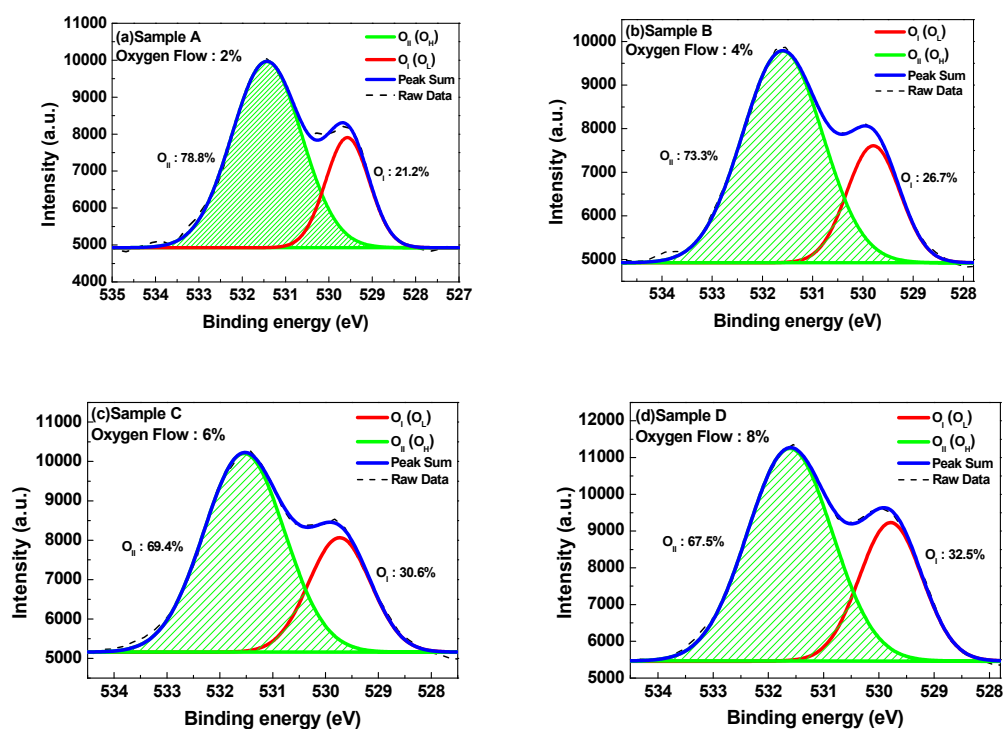 (a)Sample A
Oxygen Flow : 2%
O_II (O_H)
O_I (O_L)
Peak Sum
Raw Data
O_II : 78.8%
O_I : 21.2%
Intensity (a.u.)
11000
10000
9000
8000
7000
6000
5000
4000
535 534 533 532 531 530 529 528 527
Binding energy (eV)
(b)Sample B
Oxygen Flow : 4%
O_I (O_L)
O_II (O_H)
Peak Sum
Raw Data
O_II : 73.3%
O_I : 26.7%
Intensity (a.u.)
10000
9000
8000
7000
6000
5000
534 533 532 531 530 529 528
Binding energy (eV)
(c)Sample C
Oxygen Flow : 6%
O_I (O_L)
O_II (O_H)
Peak Sum
Raw Data
O_II : 69.4%
O_I : 30.6%
Intensity (a.u.)
11000
10000
9000
8000
7000
6000
5000
534 533 532 531 530 529 528
Binding energy (eV)
(d)Sample D
Oxygen Flow : 8%
O_I (O_L)
O_II (O_H)
Peak Sum
Raw Data
O_II : 67.5%
O_I : 32.5%
Intensity (a.u.)
12000
11000
10000
9000
8000
7000
6000
5000
534 533 532 531 530 529 528
Binding energy (eV)